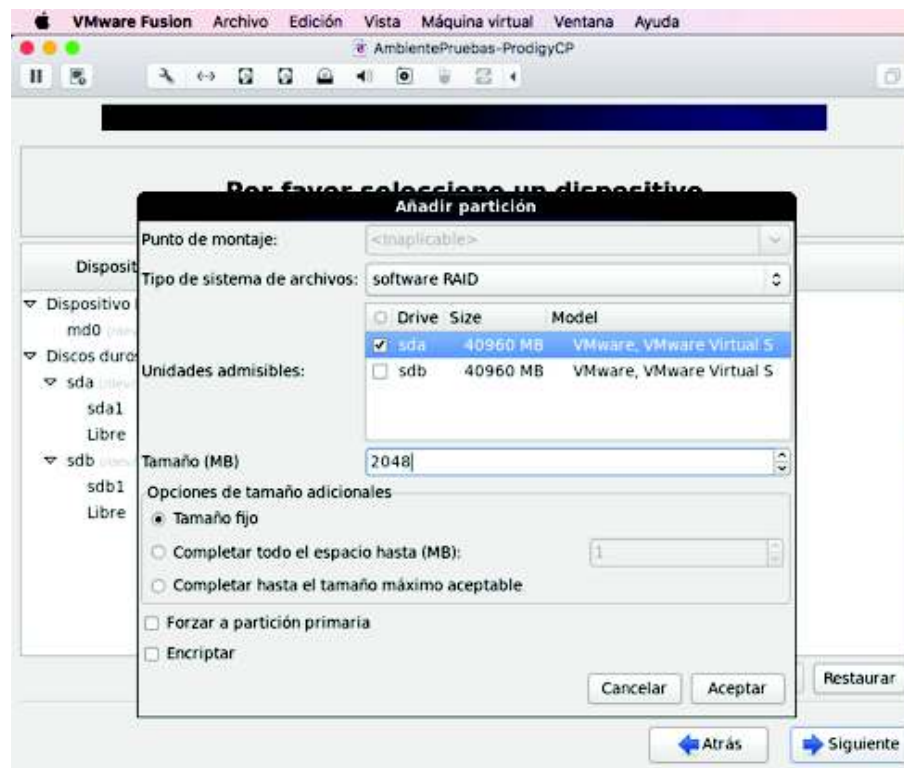 VMware Fusion Archivo Edición Vista Máquina virtual Ventana Ayuda
AmbientePruebas-ProdigyCP
Por favor seleccione un dispositivo
Añadir partición
Punto de montaje: <Inaplicable>
Disposit
Tipo de sistema de archivos: software RAID
Drive Size Model
Dispositivo
md0
sda 40960 MB VMware, VMware Virtual S
Discos duros
Unidades admisibles:
sdb 40960 MB VMware, VMware Virtual S
sda
sda1
Libre
sdb
Tamaño (MB) 2048
sdb1
Opciones de tamaño adicionales
Libre
Tamaño fijo
Completar todo el espacio hasta (MB): 1
Completar hasta el tamaño máximo aceptable
Forzar a partición primaria
Encriptar
Cancelar Aceptar
Restaurar
Atrás Siguiente